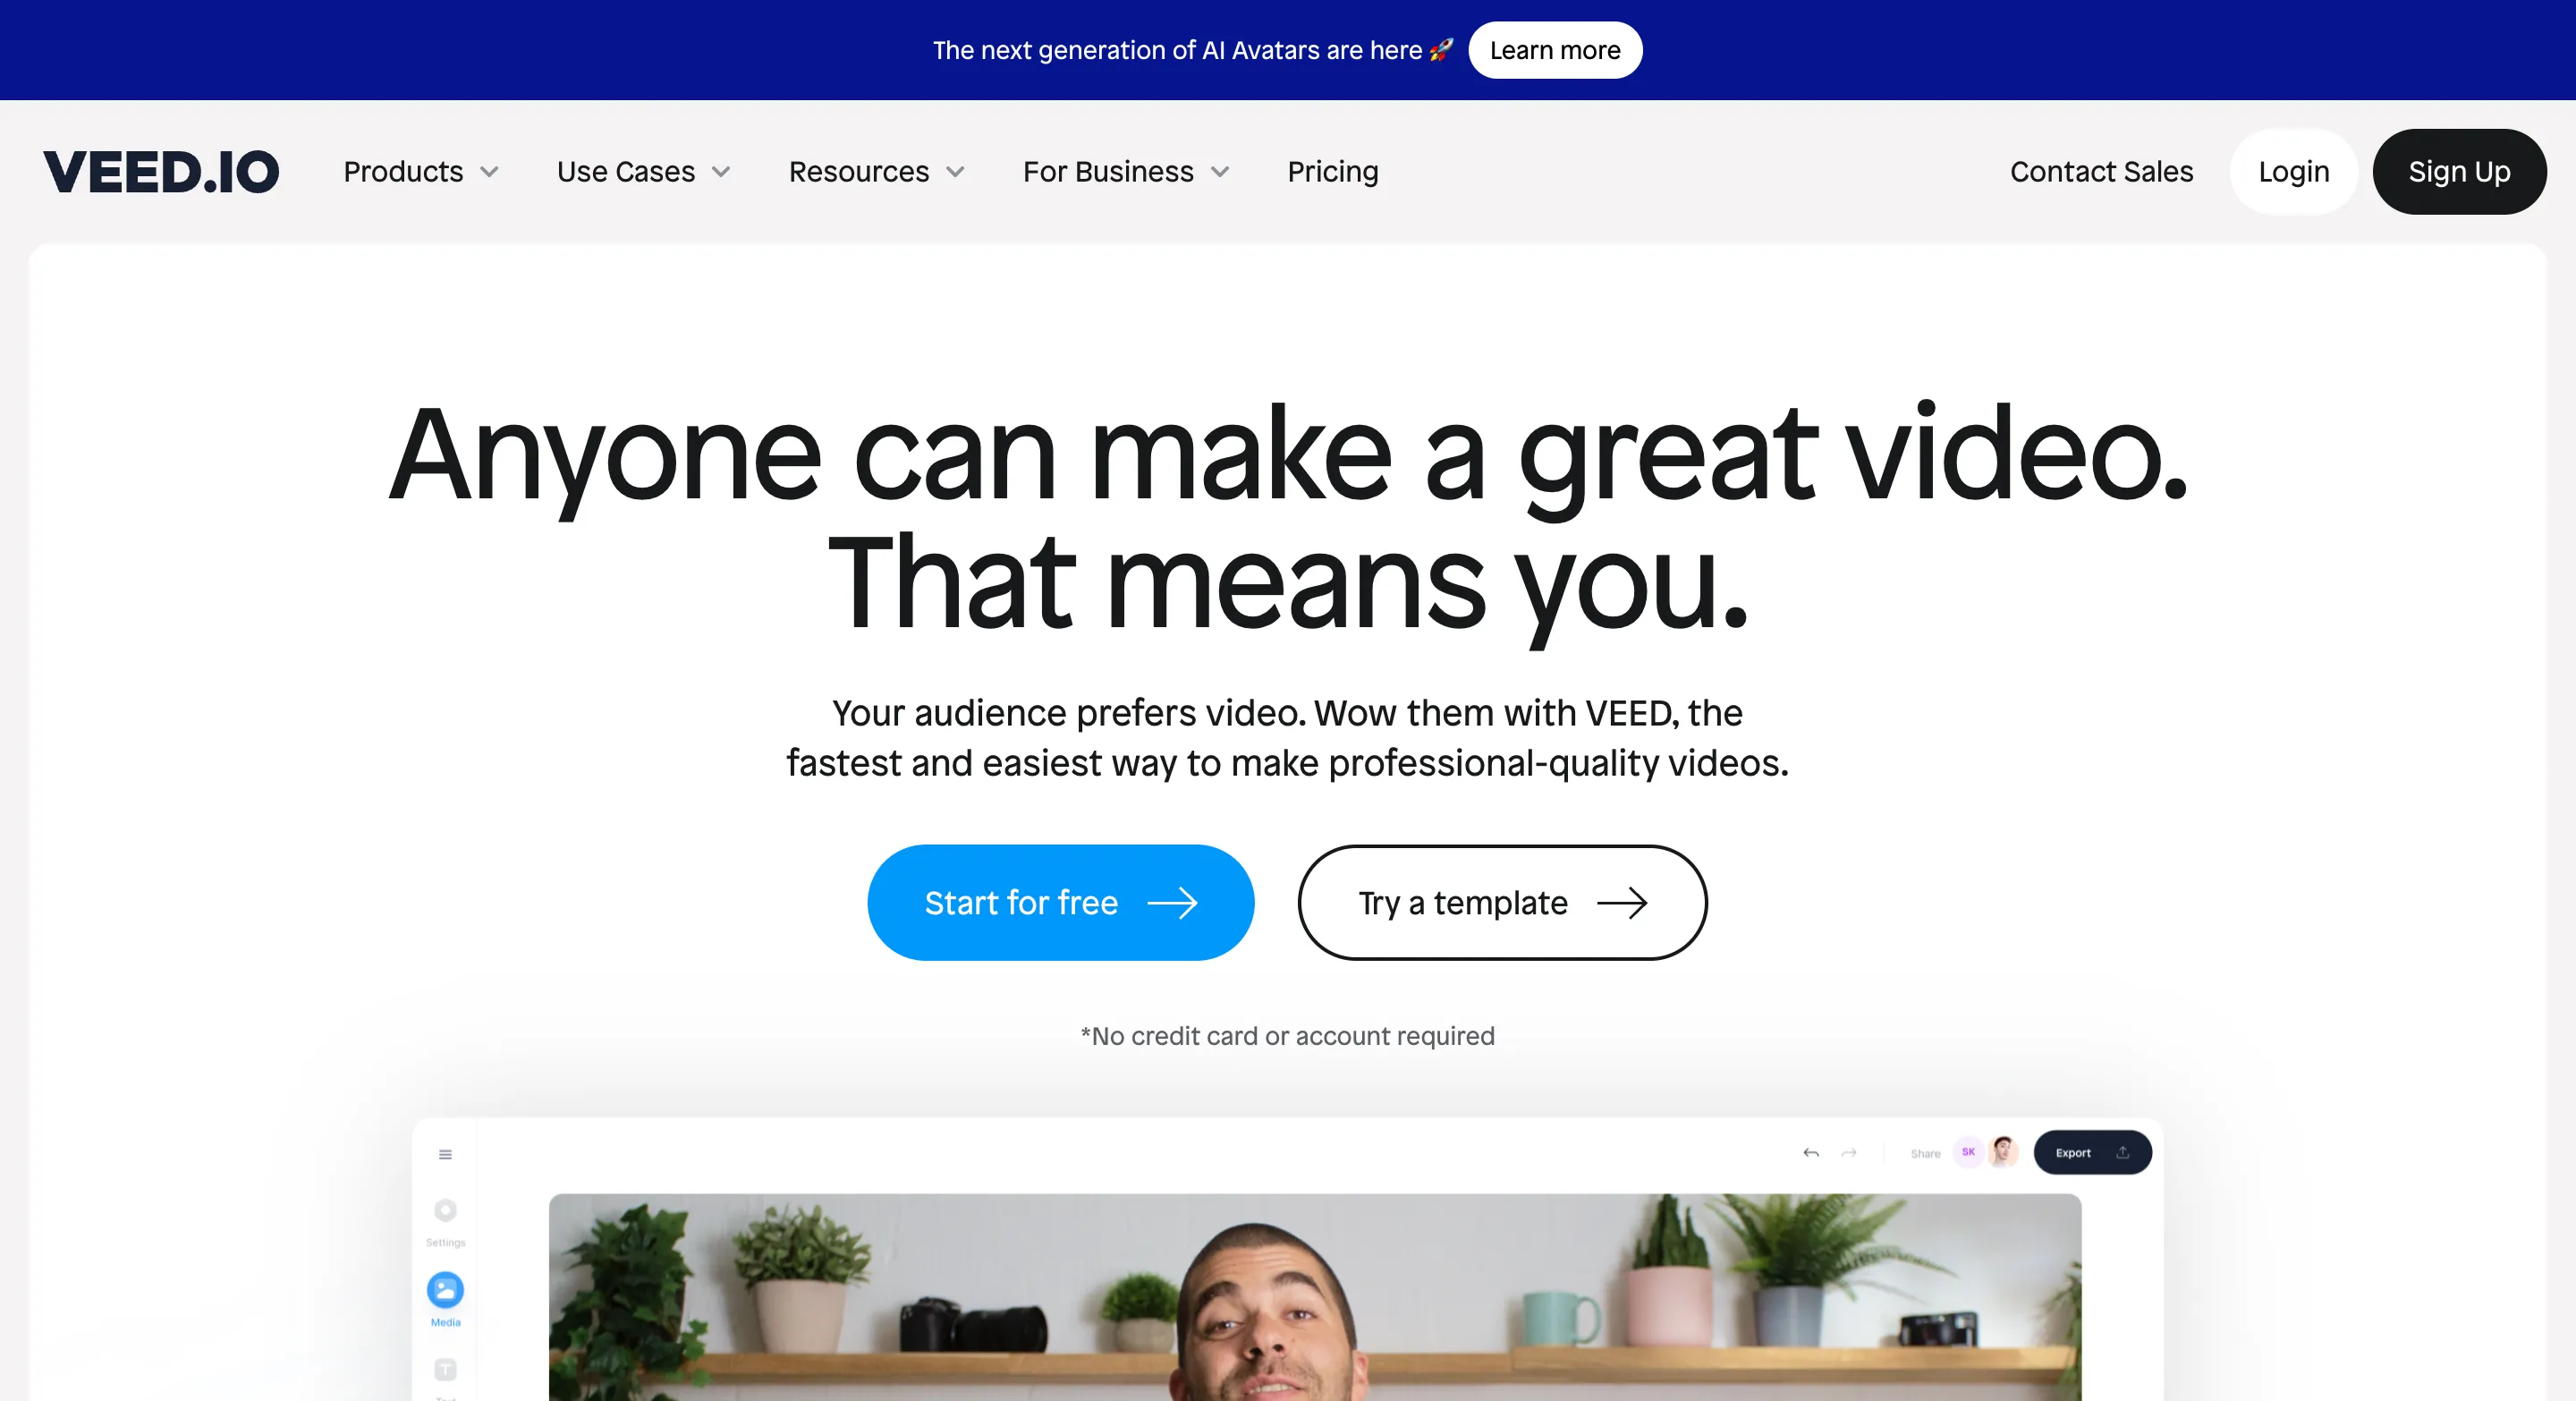 The next generation of AI Avatars are here 🚀 Learn more
VEED.IO Products Use Cases Resources For Business Pricing Contact Sales Login Sign Up
Anyone can make a great video.
That means you.
Your audience prefers video. Wow them with VEED, the
fastest and easiest way to make professional-quality videos.
Start for free Try a template
*No credit card or account required
Share SK Export
Settings
Media